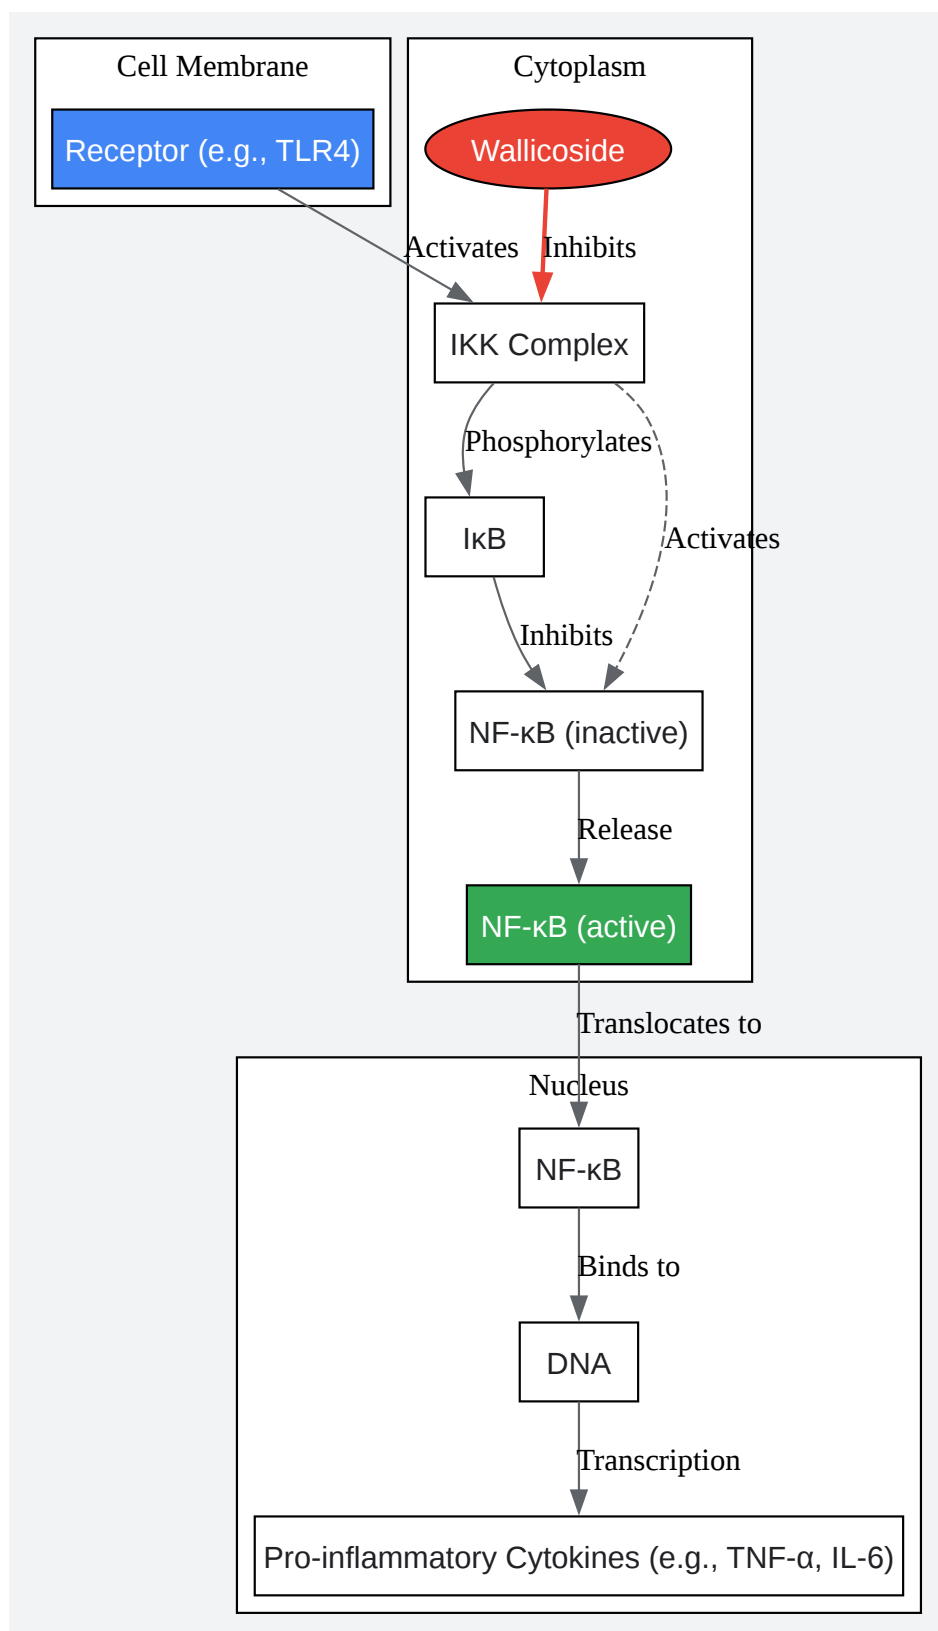 Cell Membrane
Cytoplasm
Receptor (e.g., TLR4)
Wallicoside
Activates
Inhibits
IKK Complex
Phosphorylates
IκB
Activates
Inhibits
NF-κB (inactive)
Release
NF-κB (active)
Translocates to
Nucleus
NF-κB
Binds to
DNA
Transcription
Pro-inflammatory Cytokines (e.g., TNF-α, IL-6)